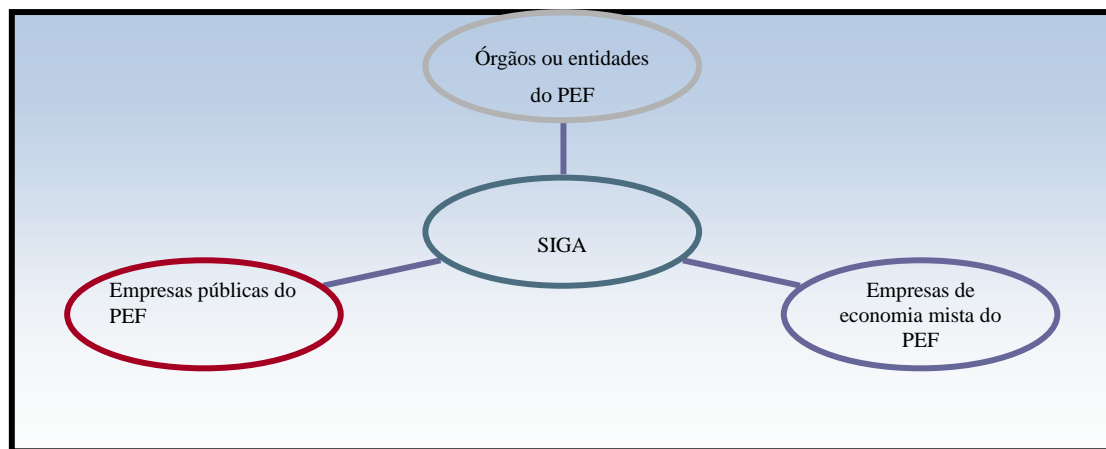 Órgãos ou entidades
do PEF
SIGA
Empresas públicas do
PEF
Empresas de
economia mista do
PEF